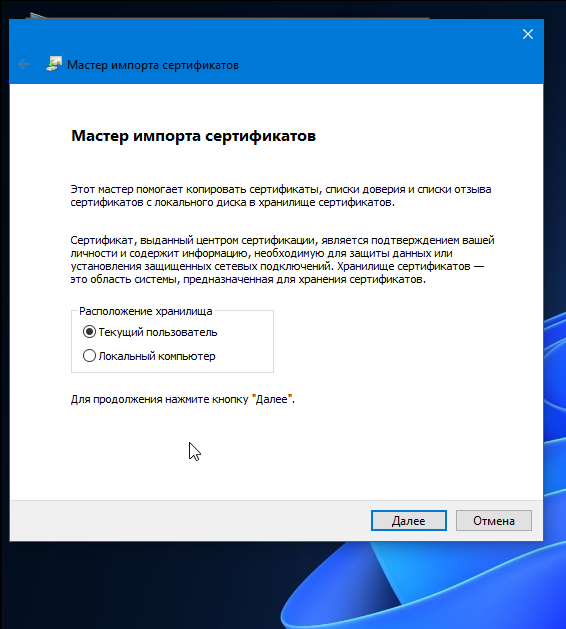 Мастер импорта сертификатов
Мастер импорта сертификатов
Этот мастер помогает копировать сертификаты, списки доверия и списки отзыва
сертификатов с локального диска в хранилище сертификатов.
Сертификат, выданный центром сертификации, является подтверждением вашей
личности и содержит информацию, необходимую для защиты данных или
установления защищенных сетевых подключений. Хранилище сертификатов —
это область системы, предназначенная для хранения сертификатов.
Расположение хранилища
Текущий пользователь
Локальный компьютер
Для продолжения нажмите кнопку "Далее".
Далее
Отмена